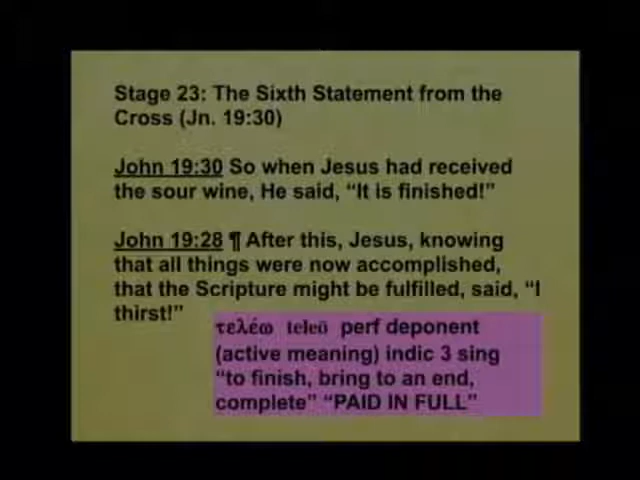 Stage 23: The Sixth Statement from the
Cross (Jn. 19:30)
John 19:30 So when Jesus had received
the sour wine, He said, “It is finished!”
John 19:28 ¶ After this, Jesus, knowing
that all things were now accomplished,
that the Scripture might be fulfilled, said, “I
thirst!”
τελέω teleō perf deponent
(active meaning) indic 3 sing
“to finish, bring to an end,
complete” “PAID IN FULL”